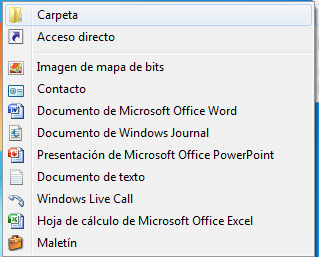 Carpeta
Acceso directo
Imagen de mapa de bits
Contacto
Documento de Microsoft Office Word
Documento de Windows Journal
Presentación de Microsoft Office PowerPoint
Documento de texto
Windows Live Call
Hoja de cálculo de Microsoft Office Excel
Maletín